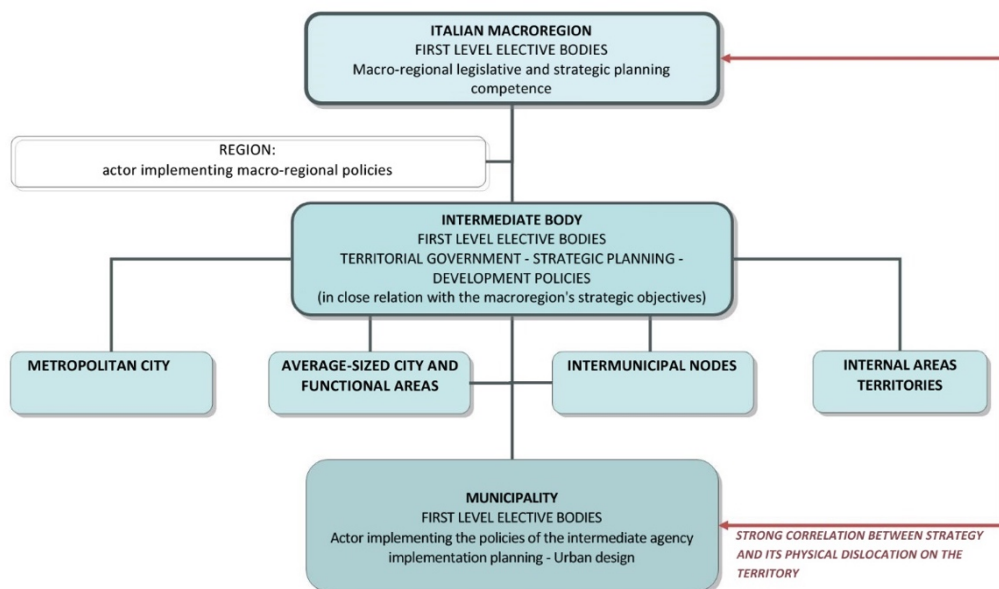 ITALIAN MACROREGION
FIRST LEVEL ELECTIVE BODIES
Macro-regional legislative and strategic planning
competence
REGION:
actor implementing macro-regional policies
INTERMEDIATE BODY
FIRST LEVEL ELECTIVE BODIES
TERRITORIAL GOVERNMENT - STRATEGIC PLANNING -
DEVELOPMENT POLICIES
(in close relation with the macroregion's strategic objectives)
METROPOLITAN CITY
AVERAGE-SIZED CITY AND
FUNCTIONAL AREAS
INTERMUNICIPAL NODES
INTERNAL AREAS
TERRITORIES
MUNICIPALITY
FIRST LEVEL ELECTIVE BODIES
Actor implementing the policies of the intermediate agency
implementation planning - Urban design
STRONG CORRELATION BETWEEN STRATEGY
AND ITS PHYSICAL DISLOCATION ON THE
TERRITORY